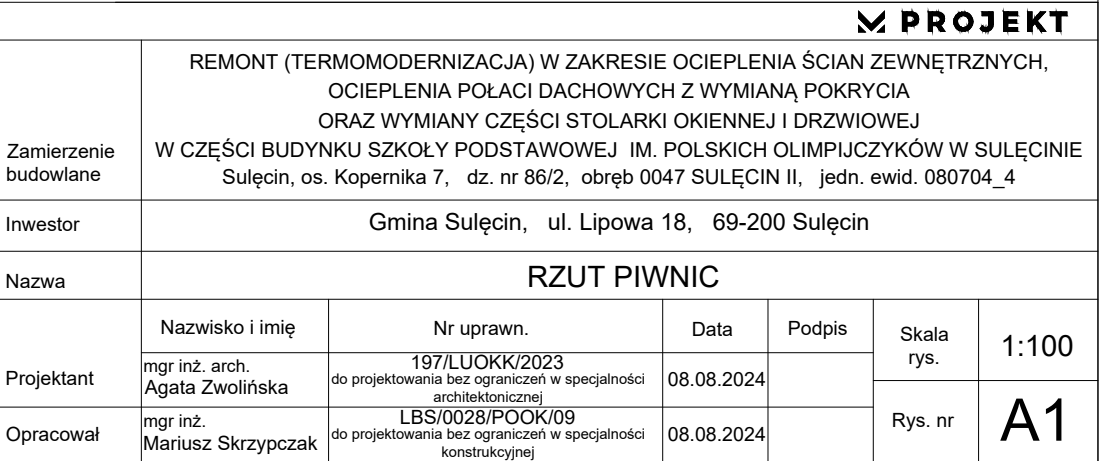 M PROJEKT
Zamierzenie
budowlane
REMONT (TERMOMODERNIZACJA) W ZAKRESIE OCIEPLENIA ŚCIAN ZEWNĘTRZNYCH,
OCIEPLENIA POŁACI DACHOWYCH Z WYMIANĄ POKRYCIA
ORAZ WYMIANY CZĘŚCI STOLARKI OKIENNEJ I DRZWIOWEJ
W CZĘŚCI BUDYNKU SZKOŁY PODSTAWOWEJ IM. POLSKICH OLIMPIJCZYKÓW W SULĘCINIE
Sulęcin, os. Kopernika 7, dz. nr 86/2, obręb 0047 SULĘCIN II, jedn. ewid. 080704_4
Inwestor
Gmina Sulęcin, ul. Lipowa 18, 69-200 Sulęcin
Nazwa
RZUT PIWNIC
Nazwisko i imię
Nr uprawn.
Data
Podpis
Skala
rys.
1:100
Projektant
mgr inż. arch.
Agata Zwolińska
197/LUOKK/2023
do projektowania bez ograniczeń w specjalności
architektonicznej
08.08.2024
Rys. nr
A1
Opracował
mgr inż.
Mariusz Skrzypczak
LBS/0028/POOK/09
do projektowania bez ograniczeń w specjalności
konstrukcyjnej
08.08.2024